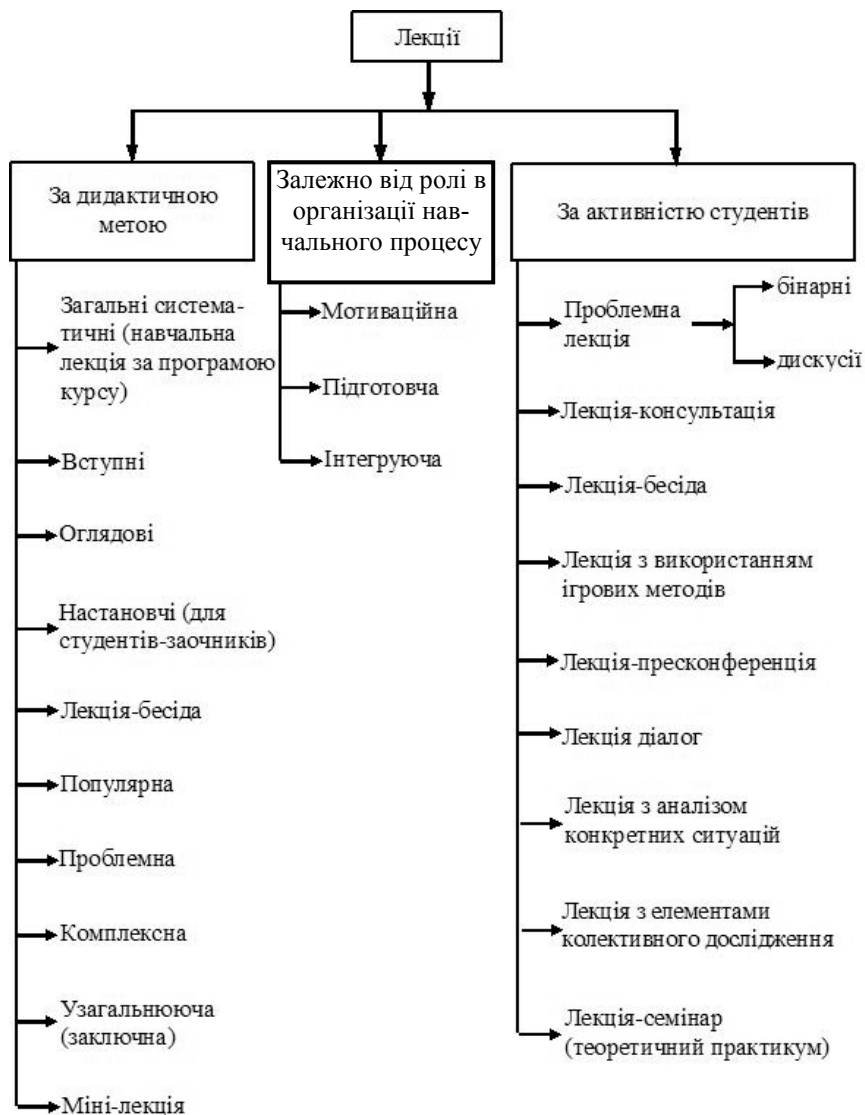 Лекції
За дидактичною
метою
Загальні система-
тичні (навчальна
лекція за програмою
курсу)
Вступні
Оглядові
Настановчі (для
студентів-заочників)
Лекція-бесіда
Популярна
Проблемна
Комплексна
Узагальнююча
(заключна)
Міні-лекція
Залежно від ролі в
організації нав-
чального процесу
Мотиваційна
Підготовча
Інтегруюча
За активністю студентів
Проблемна
лекція
бінарні
дискусії
Лекція-консультація
Лекція-бесіда
Лекція з використанням
ігрових методів
Лекція-пресконференція
Лекція діалог
Лекція з аналізом
конкретних ситуацій
Лекція з елементами
колективного дослідження
Лекція-семінар
(теоретичний практикум)